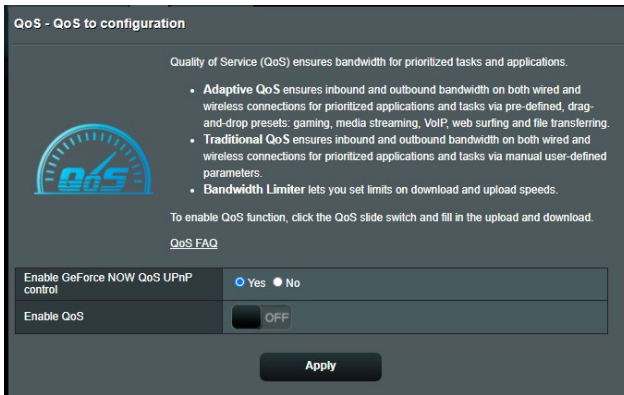 QoS - QoS to configuration
Quality of Service (QoS) ensures bandwidth for prioritized tasks and applications.
• Adaptive QoS ensures inbound and outbound bandwidth on both wired and
wireless connections for prioritized applications and tasks via pre-defined, drag-
and-drop presets: gaming, media streaming, VoIP, web surfing and file transferring.
• Traditional QoS ensures inbound and outbound bandwidth on both wired and
wireless connections for prioritized applications and tasks via manual user-defined
parameters.
• Bandwidth Limiter lets you set limits on download and upload speeds.
QoS
To enable QoS function, click the QoS slide switch and fill in the upload and download.
QoS FAQ
Enable GeForce NOW QoS UPnP
control
Yes No
Enable QoS
OFF
Apply